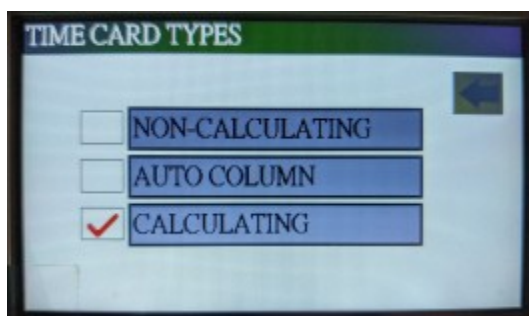 TIME CARD TYPES
NON-CALCULATING
AUTO COLUMN
CALCULATING